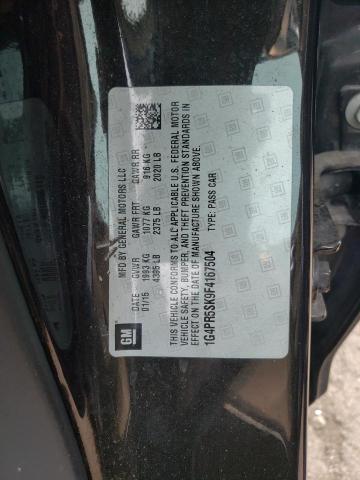 GM
MFD BY GENERAL MOTORS LLC
01/15 GVWR GAWR FRT GAWR RR
1993 KG 1077 KG 916 KG
4395 LB 2375 LB 2020 LB
THIS VEHICLE CONFORMS TO ALL APPLICABLE U.S. FEDERAL MOTOR
VEHICLE SAFETY, BUMPER, AND THEFT PREVENTION STANDARDS IN
EFFECT ON THE DATE OF MANUFACTURE SHOWN ABOVE.
1G4PR5SK9F4167504 TYPE: PASS CAR